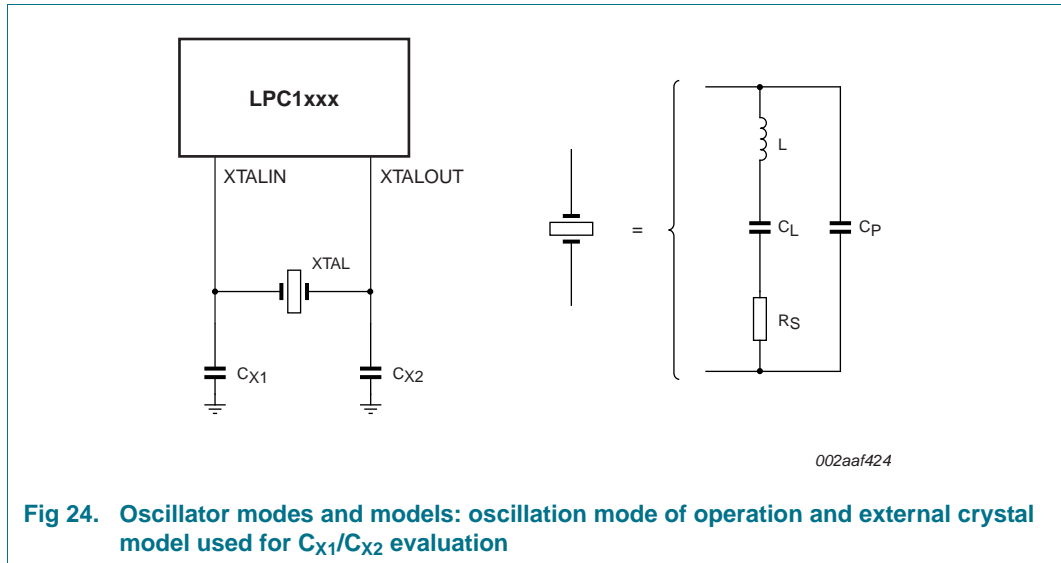 LPC1xxx
XTALIN
XTALOUT
XTAL
CX1
CX2
=
L
CL
CP
RS
002aaf424
Fig 24. Oscillator modes and models: oscillation mode of operation and external crystal
model used for CX1/CX2 evaluation